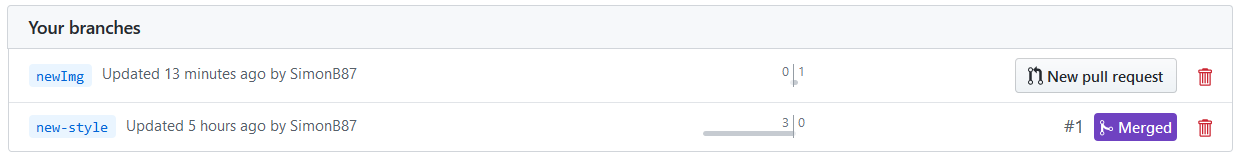 Your branches
newImg Updated 13 minutes ago by SimonB87 0 1 New pull request
new-style Updated 5 hours ago by SimonB87 3 0 #1 Merged